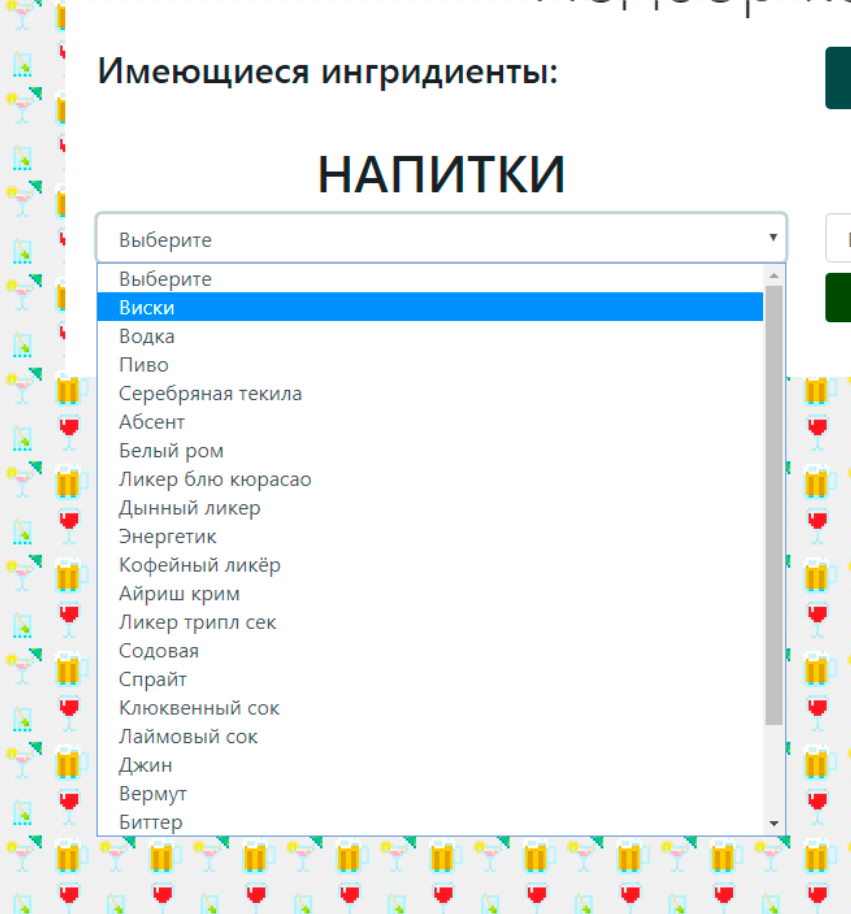 Имеющиеся ингридиенты:
НАПИТКИ
Выберите
Выберите
Виски
Водка
Пиво
Серебряная текила
Абсент
Белый ром
Ликер блю кюрасао
Дынный ликер
Энергетик
Кофейный ликёр
Айриш крим
Ликер трипл сек
Содовая
Спрайт
Клюквенный сок
Лаймовый сок
Джин
Вермут
Биттер